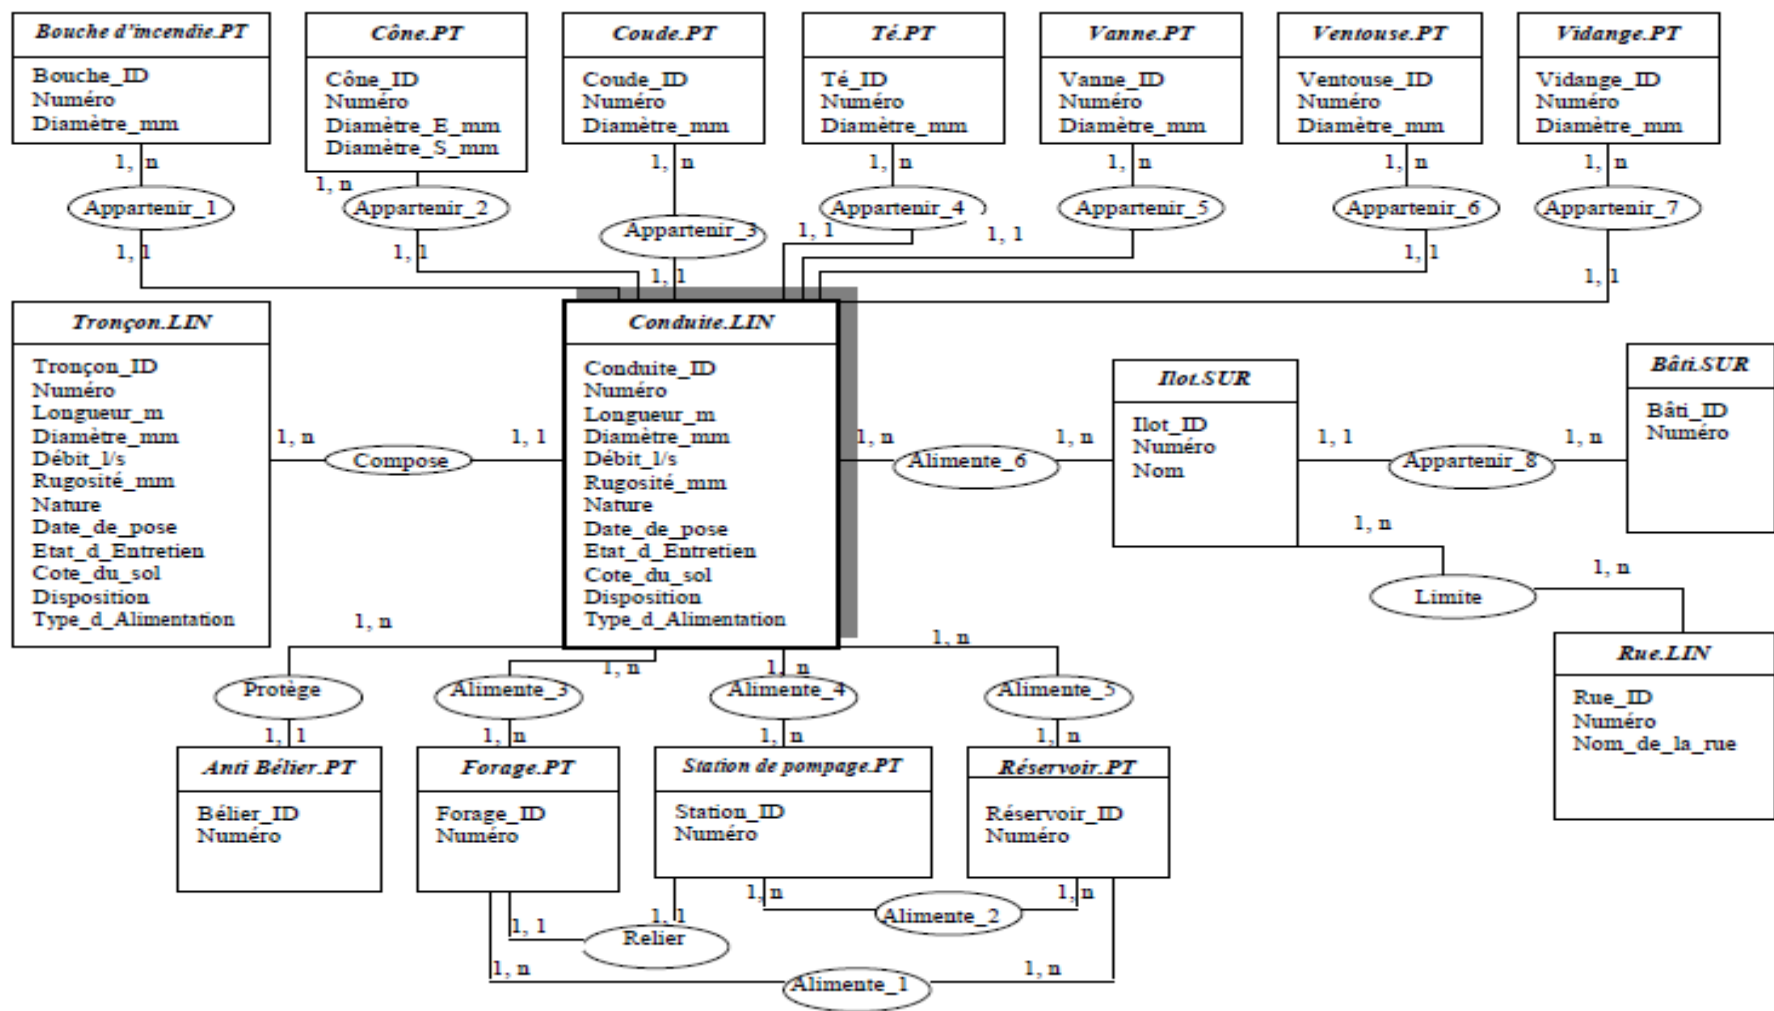 Bouche d'incendie.PT
Bouche_ID
Numéro
Diamètre_mm
Cône.PT
Cône_ID
Numéro
Diamètre_E_mm
Diamètre_S_mm
Coude.PT
Coude_ID
Numéro
Diamètre_mm
Té.PT
Té_ID
Numéro
Diamètre_mm
Vanne.PT
Vanne_ID
Numéro
Diamètre_mm
Ventouse.PT
Ventouse_ID
Numéro
Diamètre_mm
Vidange.PT
Vidange_ID
Numéro
Diamètre_mm
1, n
1, n
1, n
1, n
1, n
1, n
1, n
Appartenir_1
Appartenir_2
Appartenir_3
Appartenir_4
Appartenir_5
Appartenir_6
Appartenir_7
1, 1
1, 1
1, 1
1, 1
1, 1
1, 1
1, 1
Tronçon.LIN
Tronçon_ID
Numéro
Longueur_m
Diamètre_mm
Débit_l/s
Rugosité_mm
Nature
Date_de_pose
Etat_d_Entretien
Cote_du_sol
Disposition
Type_d_Alimentation
1, n
Compose
1, 1
Conduite.LIN
Conduite_ID
Numéro
Longueur_m
Diamètre_mm
Débit_l/s
Rugosité_mm
Nature
Date_de_pose
Etat_d_Entretien
Cote_du_sol
Disposition
Type_d_Alimentation
1, n
Alimente_6
1, n
Ilot.SUR
Ilot_ID
Numéro
Nom
1, 1
Appartenir_8
1, n
Bâti.SUR
Bâti_ID
Numéro
1, n
Limite
1, n
Rue.LIN
Rue_ID
Numéro
Nom_de_la_rue
1, n
1, n
1, n
1, n
Protège
Alimente_3
Alimente_4
Alimente_5
1, 1
1, n
1, n
1, n
Anti Bélier.PT
Bélier_ID
Numéro
Forage.PT
Forage_ID
Numéro
Station de pompage.PT
Station_ID
Numéro
Réservoir.PT
Réservoir_ID
Numéro
1, n
Alimente_2
1, n
1, 1
Relier
1, 1
1, n
Alimente_1
1, n